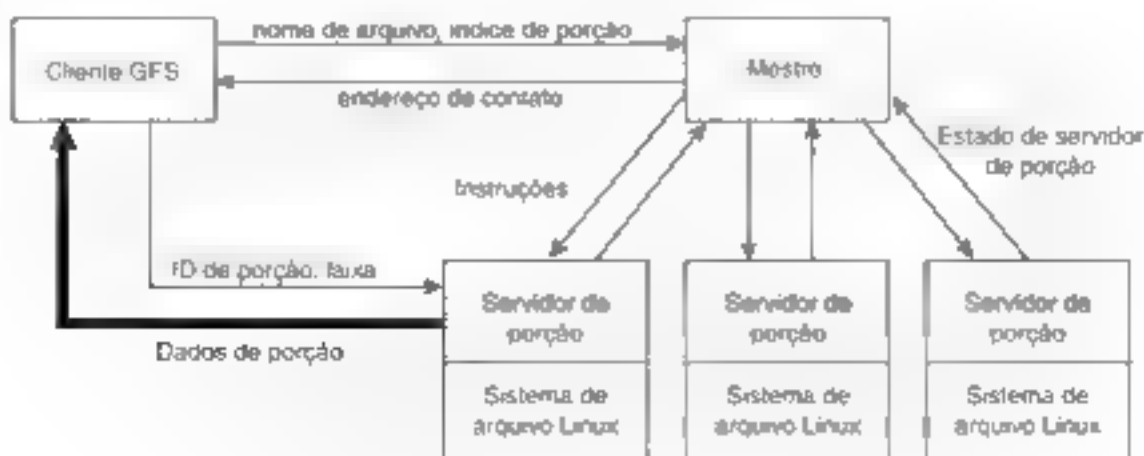 nome de arquivo, índice de porção
Cliente GFS
Mestre
endereço de contato
Estado de servidor
de porção
Instruções
ID de porção, faixa
Servidor de
porção
Servidor de
porção
Servidor de
porção
Dados de porção
Sistema de
arquivo Linux
Sistema de
arquivo Linux
Sistema de
arquivo Linux